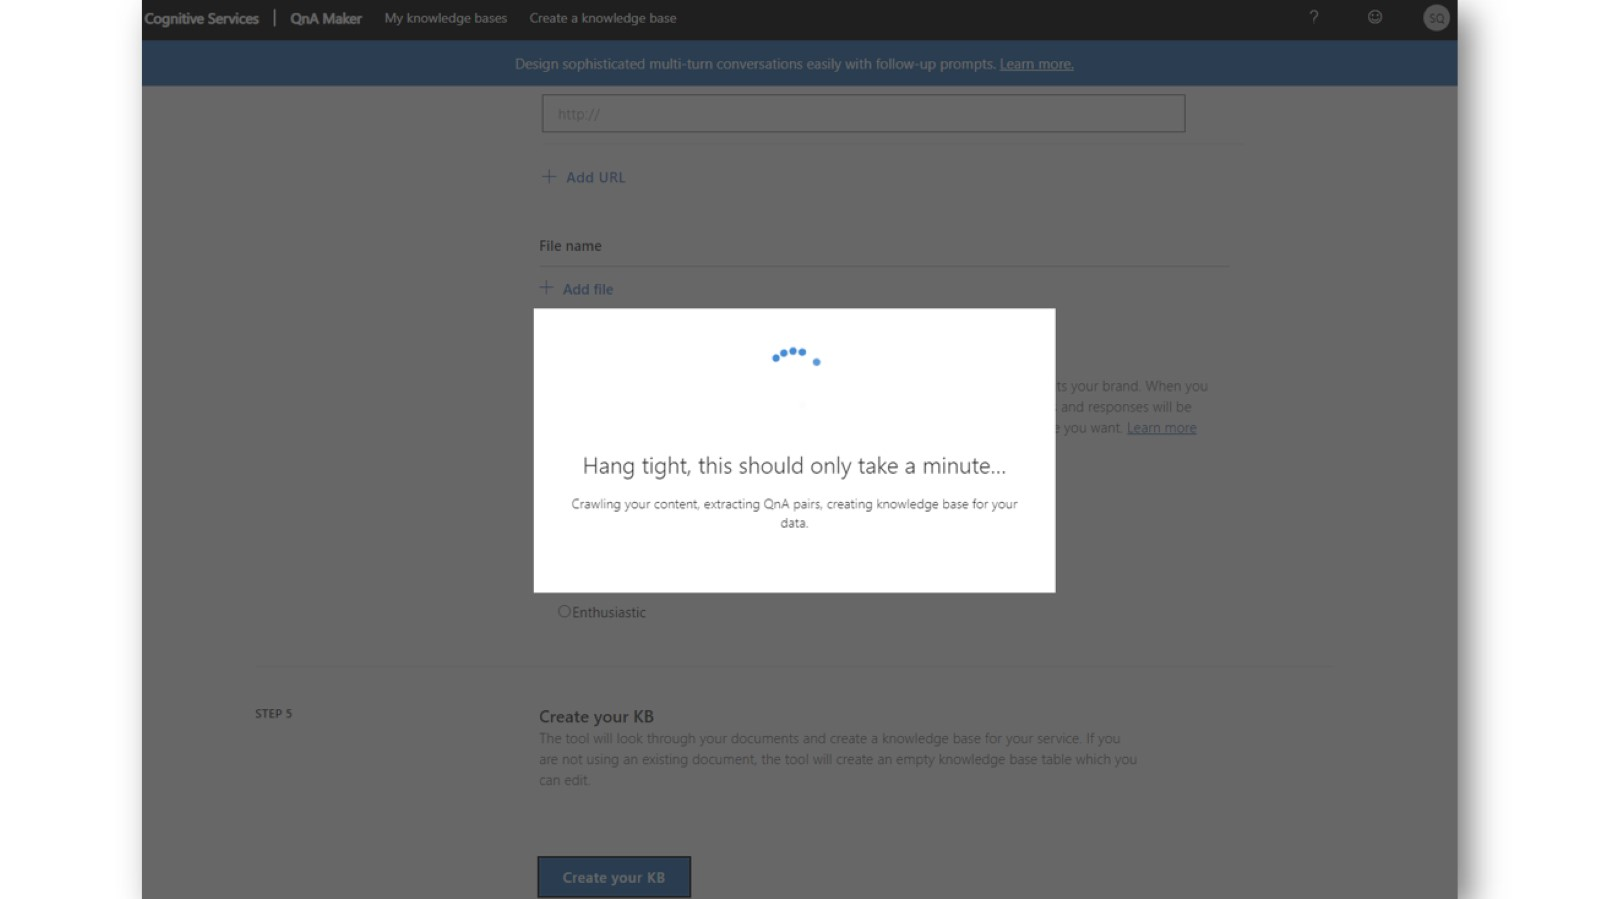 Cognitive Services | QnA Maker My knowledge bases Create a knowledge base ? SQ
Design sophisticated multi-turn conversations easily with follow-up prompts. Learn more.
http://
+ Add URL
File name
+ Add file
ts your brand. When you
and responses will be
you want. Learn more
Hang tight, this should only take a minute...
Crawling your content, extracting QnA pairs, creating knowledge base for your
data.
Enthusiastic
STEP 5
Create your KB
The tool will look through your documents and create a knowledge base for your service. If you
are not using an existing document, the tool will create an empty knowledge base table which you
can edit.
Create your KB